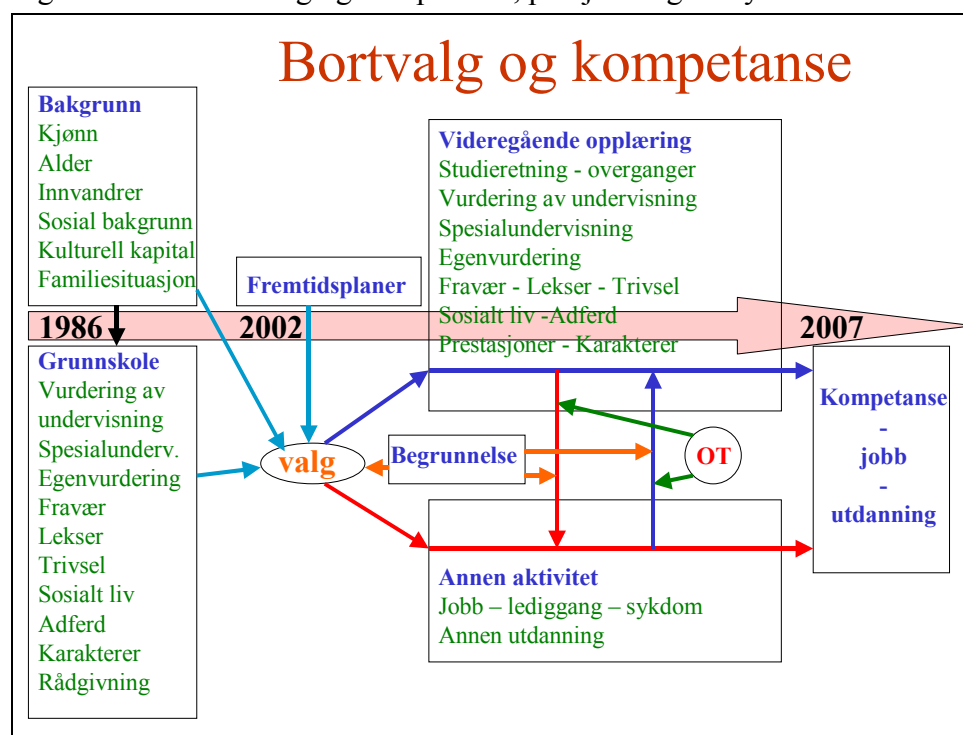 Bortvalg og kompetanse
Bakgrunn
Kjønn
Alder
Innvandrer
Sosial bakgrunn
Kulturell kapital
Familiesituasjon
Fremtidsplaner
Videregående opplæring
Studieretning - overganger
Vurdering av undervisning
Spesialundervisning
Egenvurdering
Fravær - Lekser - Trivsel
Sosialt liv -Adferd
Prestasjoner - Karakterer
1986
2002
2007
Grunnskole
Vurdering av
undervisning
Spesialunderv.
Egenvurdering
Fravær
Lekser
Trivsel
Sosialt liv
Adferd
Karakterer
Rådgivning
valg
Begrunnelse
OT
Kompetanse
-
jobb
-
utdanning
Annen aktivitet
Jobb – lediggang – sykdom
Annen utdanning